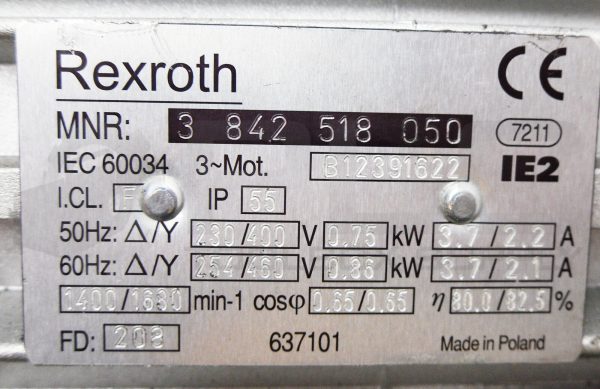 Rexroth CE
MNR: 3 842 518 050 7211
IEC 60034 3~Mot. B12391622 IE2
I.CL. F IP 55
50Hz: Δ/Y 230/400 V 0.75 kW 3.7/2.2 A
60Hz: Δ/Y 254/460 V 0.86 kW 3.7/2.1 A
1400/1680 min-1 cosφ 0.65/0.65 η 80.0/82.5 %
FD: 208 637101 Made in Poland